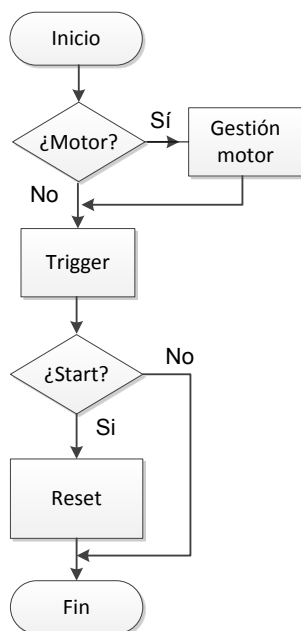 Inicio
¿Motor?
Sí
Gestión
motor
No
Trigger
¿Start?
No
Si
Reset
Fin